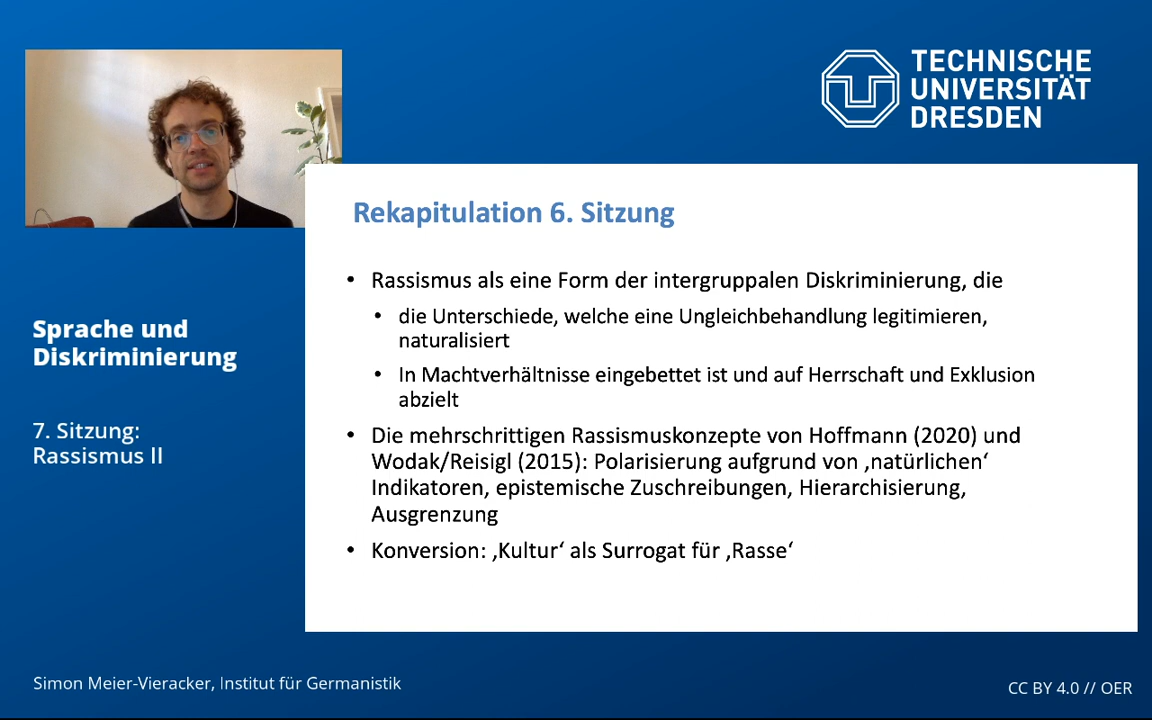 TECHNISCHE
UNIVERSITÄT
DRESDEN
Rekapitulation 6. Sitzung
• Rassismus als eine Form der intergruppalen Diskriminierung, die
• die Unterschiede, welche eine Ungleichbehandlung legitimieren,
naturalisiert
• In Machtverhältnisse eingebettet ist und auf Herrschaft und Exklusion
abzielt
• Die mehrschrittigen Rassismuskonzepte von Hoffmann (2020) und
Wodak/Reisigl (2015): Polarisierung aufgrund von ‚natürlichen‘
Indikatoren, epistemische Zuschreibungen, Hierarchisierung,
Ausgrenzung
• Konversion: ‚Kultur‘ als Surrogat für ‚Rasse‘
Sprache und
Diskriminierung
7. Sitzung:
Rassismus II
Simon Meier-Vieracker, Institut für Germanistik
CC BY 4.0 // OER